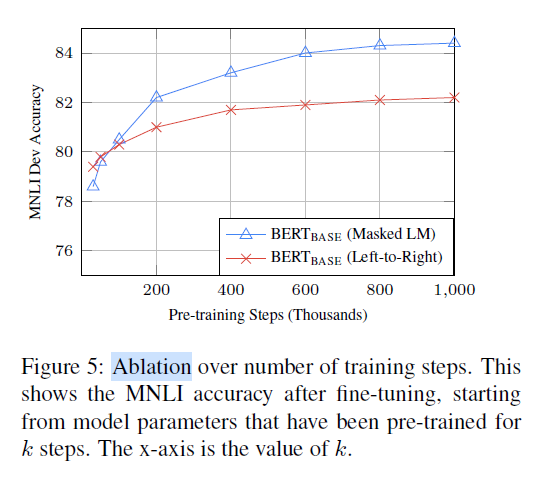 84
82
80
78
76
MNLI Dev Accuracy
BERTBASE (Masked LM)
BERTBASE (Left-to-Right)
200 400 600 800 1,000
Pre-training Steps (Thousands)
Figure 5: Ablation over number of training steps. This
shows the MNLI accuracy after fine-tuning, starting
from model parameters that have been pre-trained for
k steps. The x-axis is the value of k.